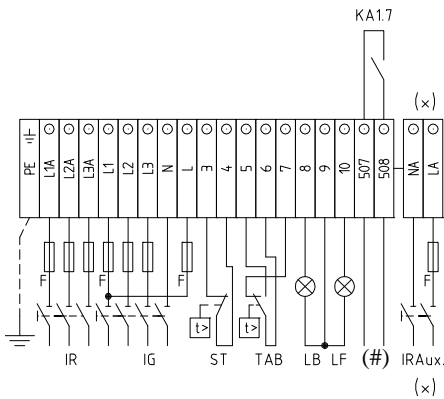 KA1.7
(x)
PE L1A L2A L3A L1 L2 L3 N L 3 4 5 6 7 8 9 10 507 508 NA LA
F F F F
t> t>
IR IG ST TAB LB LF (#) IRAux.
(x)